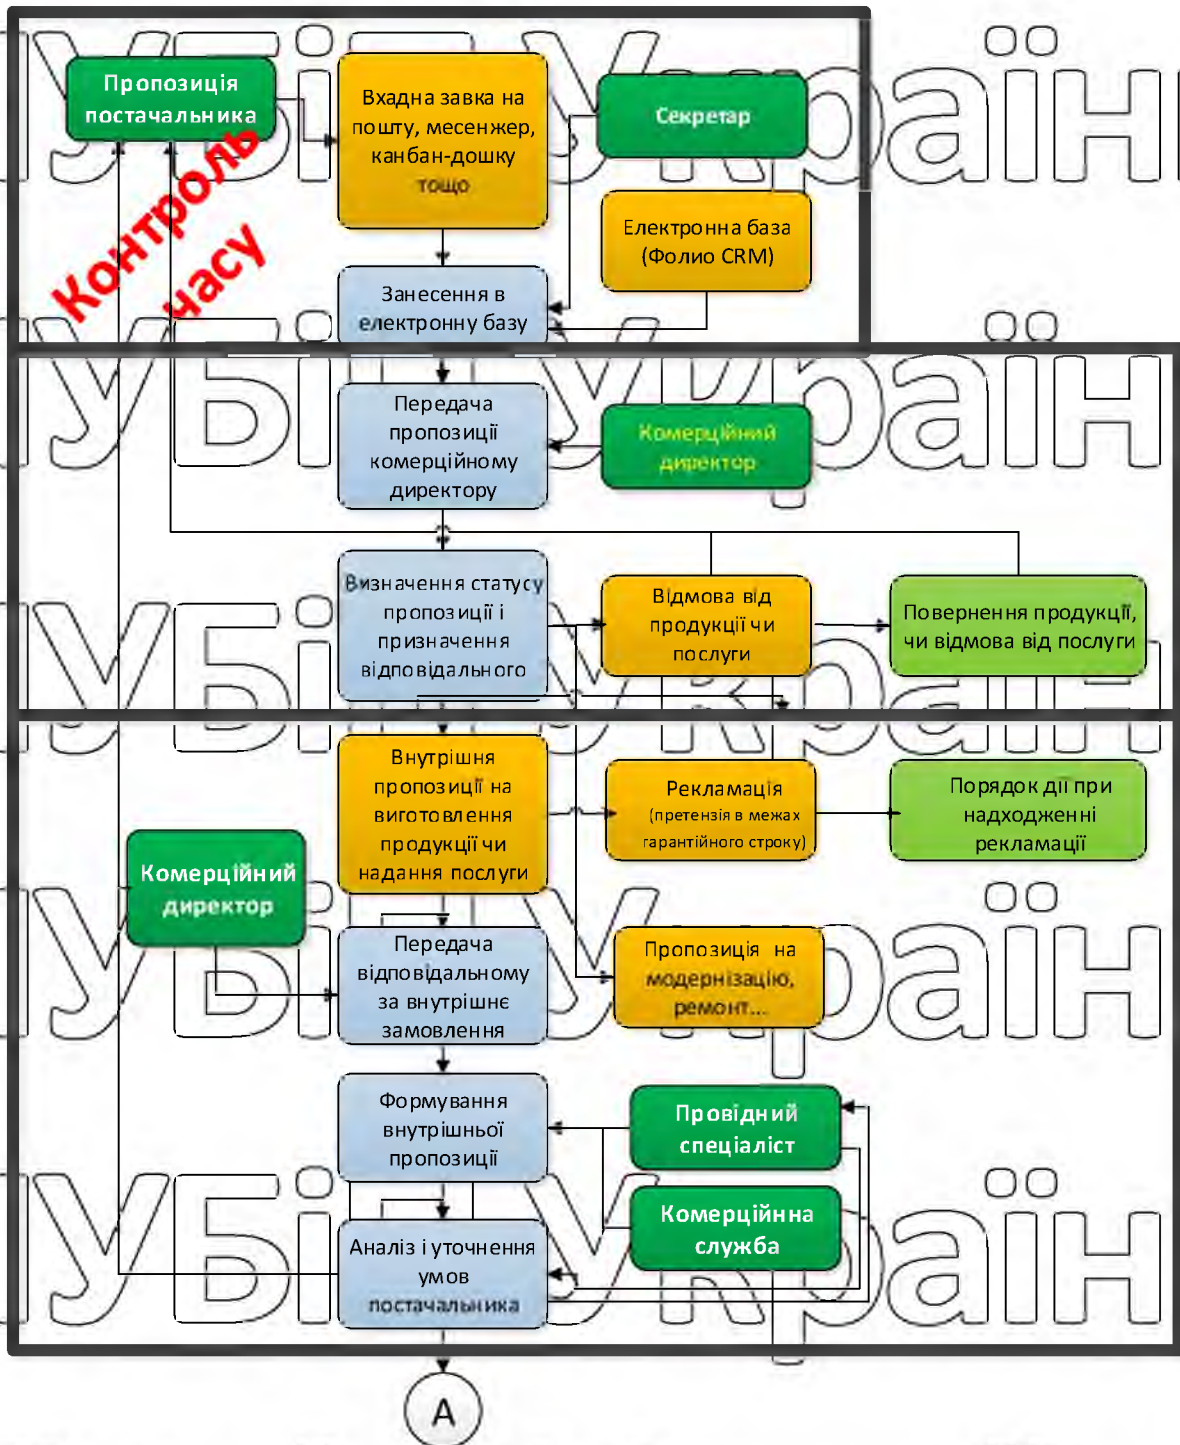 Пропозиція
постачальника
Вхадна завка на
пошту, месенжер,
канбан-дошку
тощо
Секретар
Електронна база
(Фолио CRM)
Контроль
часу
Занесення в
електронну базу
Передача
пропозиції
комерційному
директору
Комерційний
директор
Визначення статусу
пропозиції і
призначення
відповідального
Відмова від
продукції чи
послуги
Повернення продукції,
чи відмова від послуги
Внутрішня
пропозиції на
виготовлення
продукції чи
надання послуги
Рекламація
(претензія в межах
гарантійного строку)
Порядок дії при
надходженні
рекламації
Комерційний
директор
Передача
відповідальному
за внутрішнє
замовлення
Пропозиція на
модернізацію,
ремонт...
Формування
внутрішньої
пропозиції
Провідний
спеціаліст
Комерційнна
служба
Аналіз і уточнення
умов
постачальника
А